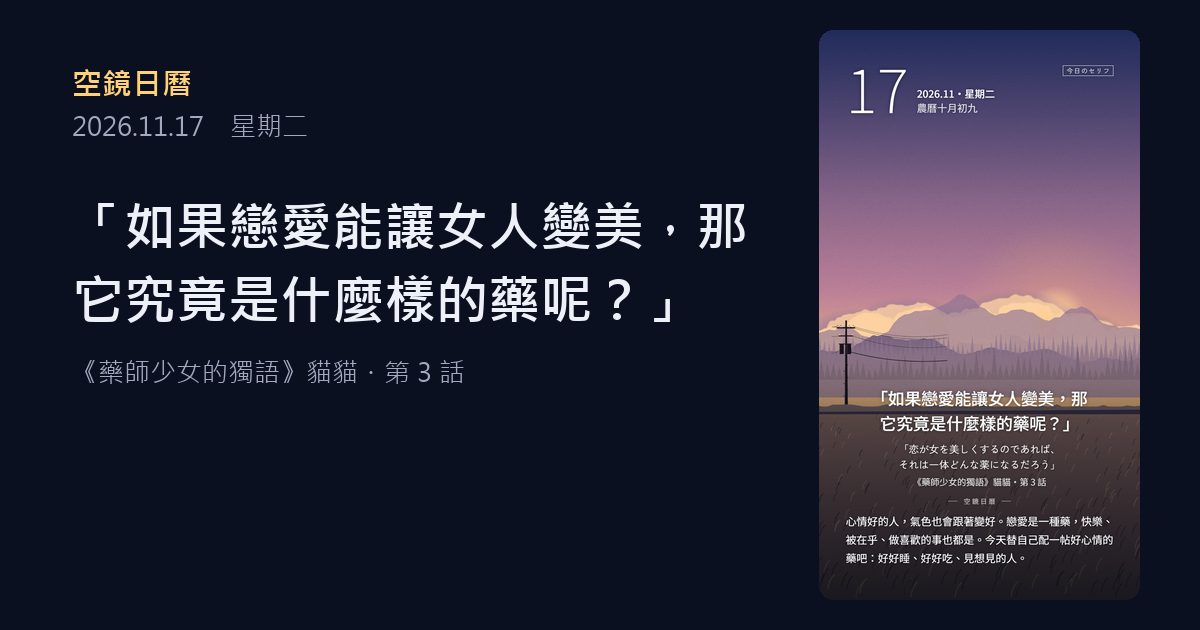 空鏡日曆
2026.11.17　星期二
「如果戀愛能讓女人變美，那
它究竟是什麼樣的藥呢？」
《藥師少女的獨語》貓貓・第 3 話
17
2026.11・星期二
農曆十月初九
今日のセリフ
「如果戀愛能讓女人變美，那
它究竟是什麼樣的藥呢？」
「恋が女を美しくするのであれば、
それは一体どんな薬になるだろう」
《藥師少女的獨語》貓貓・第 3 話
— 空鏡日曆 —
心情好的人，氣色也會跟著變好。戀愛是一種藥，快樂、
被在乎、做喜歡的事也都是。今天替自己配一帖好心情的
藥吧：好好睡、好好吃、見想見的人。